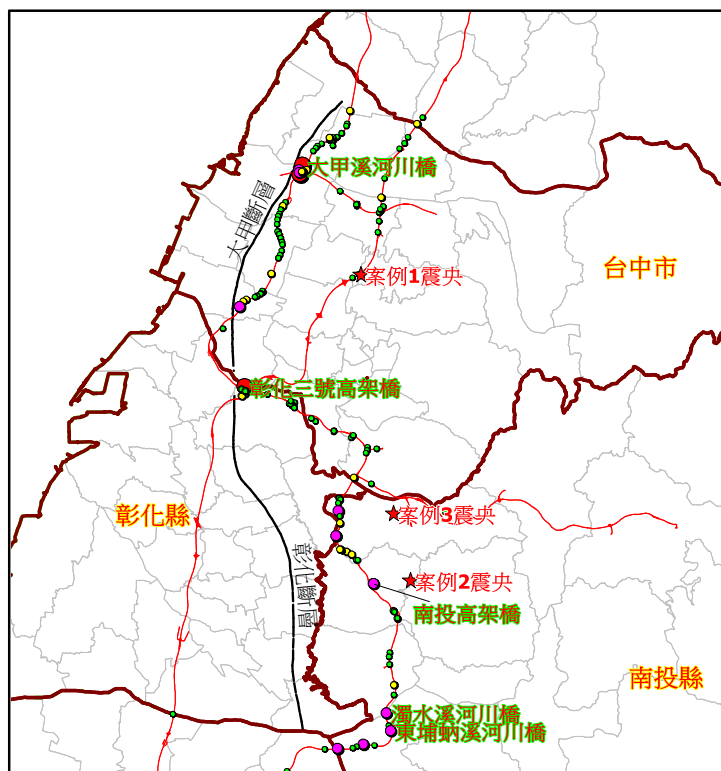 大甲溪河川橋
大甲斷層
台中市
案例1震央
彰化三號高架橋
彰化縣
案例3震央
彰化斷層
案例2震央
南投高架橋
南投縣
濁水溪河川橋
東埔蚋溪河川橋